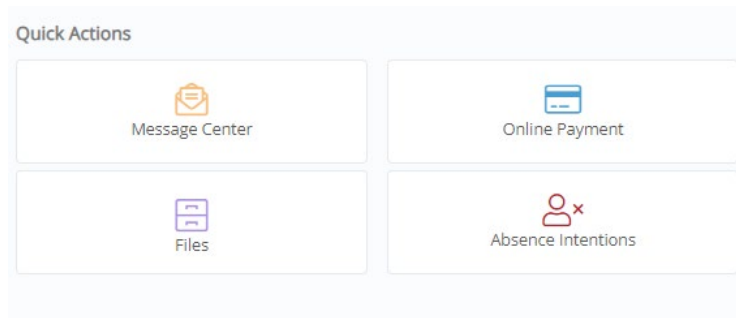 Quick Actions
Message Center
Online Payment
Files
Absence Intentions